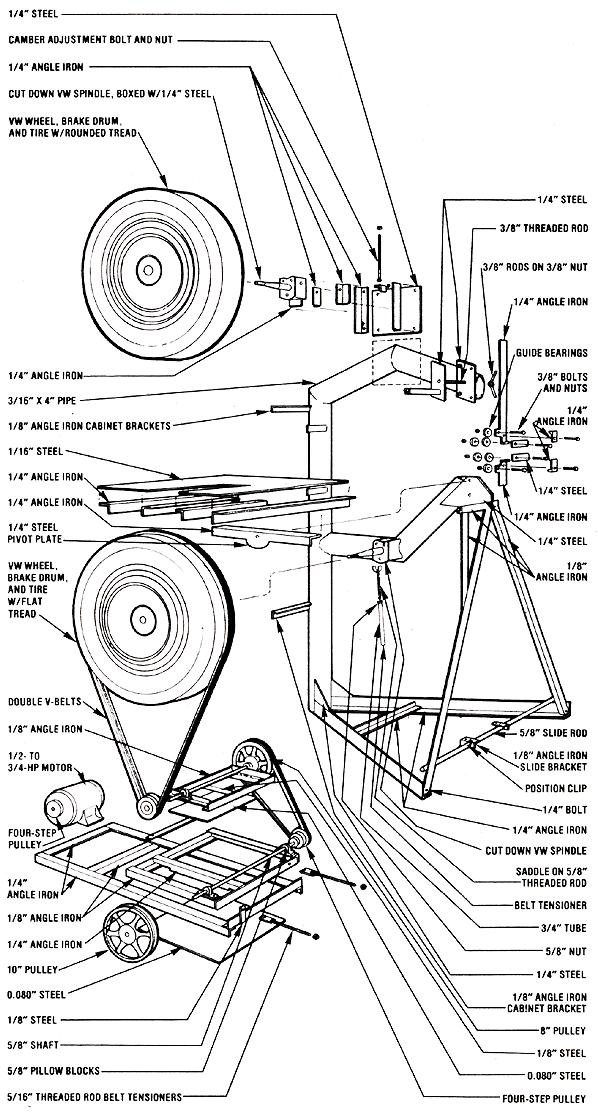 1/4" STEEL
CAMBER ADJUSTMENT BOLT AND NUT
1/4" ANGLE IRON
CUT DOWN VW SPINDLE, BOXED W/1/4" STEEL
VW WHEEL, BRAKE DRUM,
AND TIRE W/ROUNDED TREAD
1/4" STEEL
3/8" THREADED ROD
3/8" RODS ON 3/8" NUT
1/4" ANGLE IRON
GUIDE BEARINGS
3/8" BOLTS
AND NUTS
1/4"
ANGLE IRON
1/4" STEEL
1/4" ANGLE IRON
1/4" STEEL
1/8"
ANGLE IRON
1/4" ANGLE IRON
3/16" X 4" PIPE
1/8" ANGLE IRON CABINET BRACKETS
1/16" STEEL
1/4" ANGLE IRON
1/4" ANGLE IRON
1/4" STEEL
PIVOT PLATE
VW WHEEL,
BRAKE DRUM,
AND TIRE
W/FLAT
TREAD
DOUBLE V-BELTS
1/8" ANGLE IRON
1/2- TO
3/4-HP MOTOR
FOUR-STEP
PULLEY
1/4"
ANGLE IRON
1/8" ANGLE IRON
1/4" ANGLE IRON
10" PULLEY
0.080" STEEL
1/8" STEEL
5/8" SHAFT
5/8" PILLOW BLOCKS
5/16" THREADED ROD BELT TENSIONERS
5/8" SLIDE ROD
1/8" ANGLE IRON
SLIDE BRACKET
POSITION CLIP
1/4" BOLT
1/4" ANGLE IRON
CUT DOWN VW SPINDLE
SADDLE ON 5/8"
THREADED ROD
BELT TENSIONER
3/4" TUBE
5/8" NUT
1/4" STEEL
1/8" ANGLE IRON
CABINET BRACKET
8" PULLEY
1/8" STEEL
0.080" STEEL
FOUR-STEP PULLEY